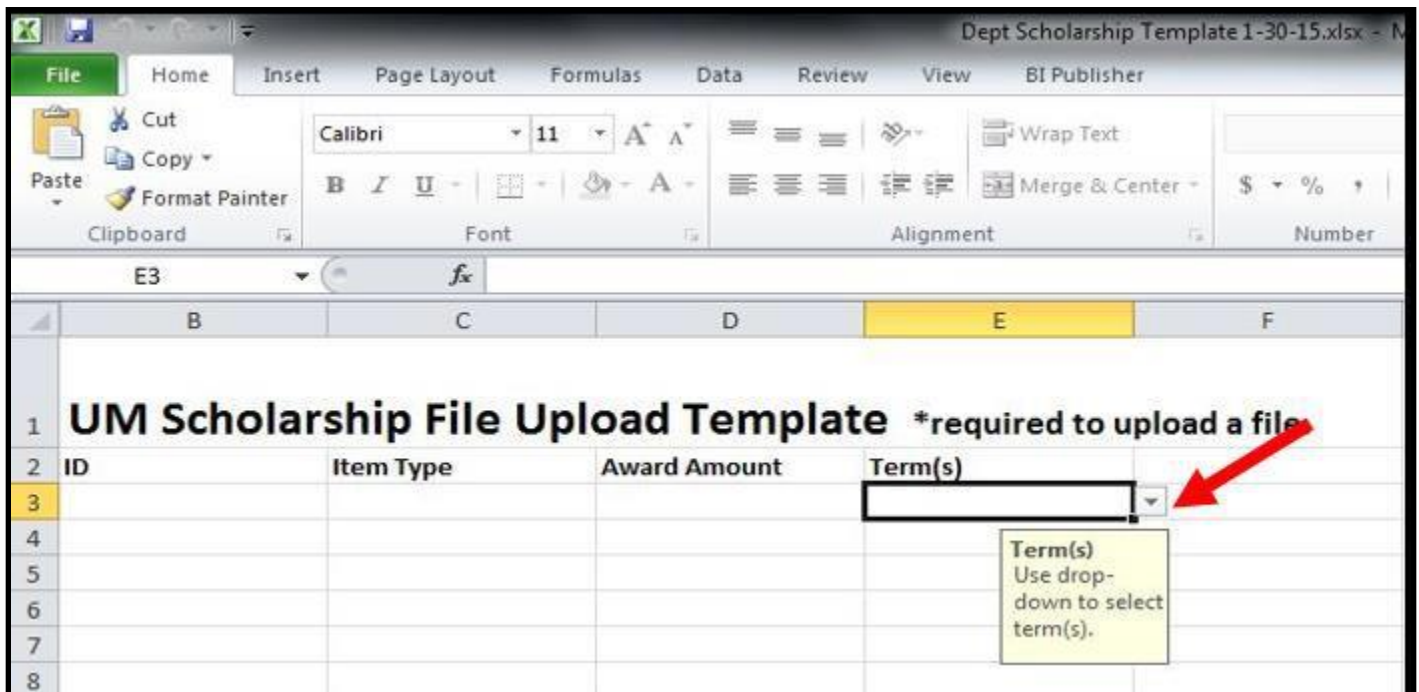 Dept Scholarship Template 1-30-15.xlsx - M
File Home Insert Page Layout Formulas Data Review View BI Publisher
Paste
Cut
Copy
Format Painter
Clipboard
Calibri 11 A A
B I U A
Font
Wrap Text
Merge & Center
Alignment
$ % ,
Number
E3 fx
B C D E F
1 UM Scholarship File Upload Template *required to upload a file
2 ID Item Type Award Amount Term(s)
3
4
5
6
7
8
Term(s)
Use drop-
down to select
term(s).